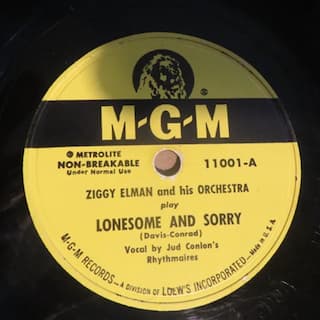 M-G-M
® METROLITE
NON-BREAKABLE
Under Normal Use
11001-A
ZIGGY ELMAN and his ORCHESTRA
play
LONESOME AND SORRY
(Davis-Conrad)
Vocal by Jud Conlon's
Rhythmaires
M-G-M RECORDS—A DIVISION OF LOEW'S INCORPORATED—MADE IN U.S.A.